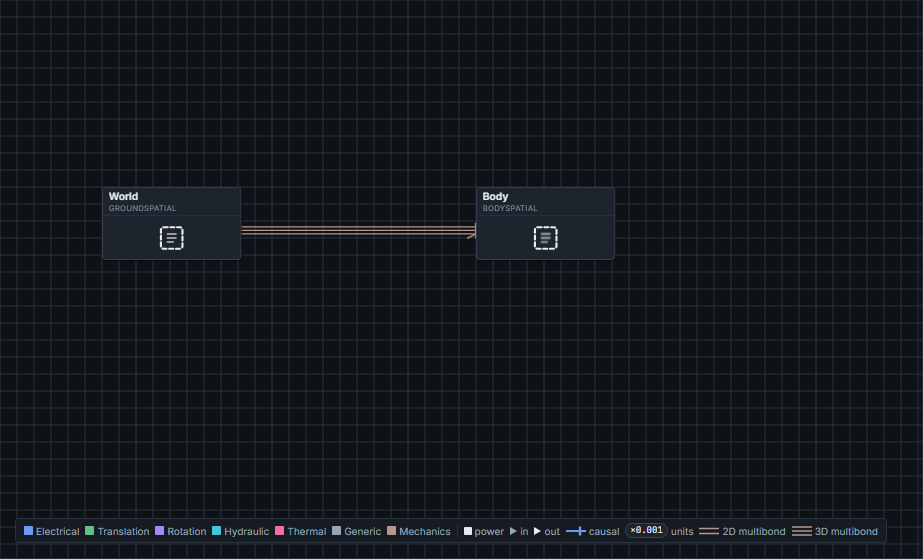 World
GROUNDSPATIAL
Body
BODYSPATIAL
Electrical Translation Rotation Hydraulic Thermal Generic Mechanics power in out causal ×0.001 units 2D multibond 3D multibond